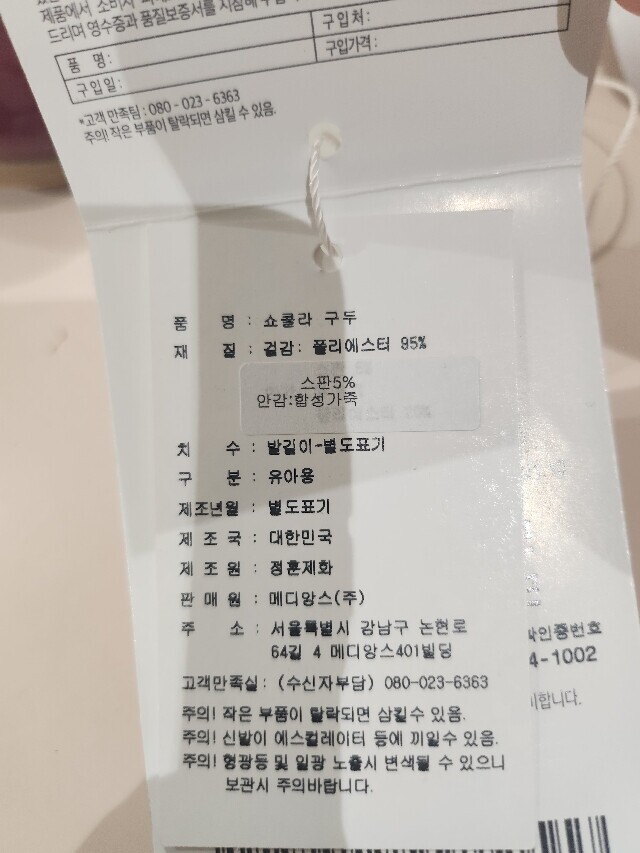 제품에서 소비자
드리며 영수증과 품질보증서를 지참해
품 명:
구입처:
구입일:
구입가격:
*고객 만족팀 : 080 - 023 - 6363
주의! 작은 부품이 탈락되면 삼킬 수 있음.
품 명 : 쇼콜라 구두
재 질 : 겉감: 폴리에스터 95%
스판5%
안감:합성가죽
치 수 : 발길이-별도표기
구 분 : 유아용
제조년월 : 별도표기
제 조 국 : 대한민국
제 조 원 : 정훈제화
판 매 원 : 메디앙스(주)
주 소 : 서울특별시 강남구 논현로
64길 4 메디앙스401빌딩
고객만족실: (수신자부담) 080-023-6363
주의! 작은 부품이 탈락되면 삼킬수 있음.
주의! 신발이 에스컬레이터 등에 끼일수 있음.
주의! 형광등 및 일광 노출시 변색될 수 있으니
보관시 주의바랍니다.
인증번호
4-1002
합니다.